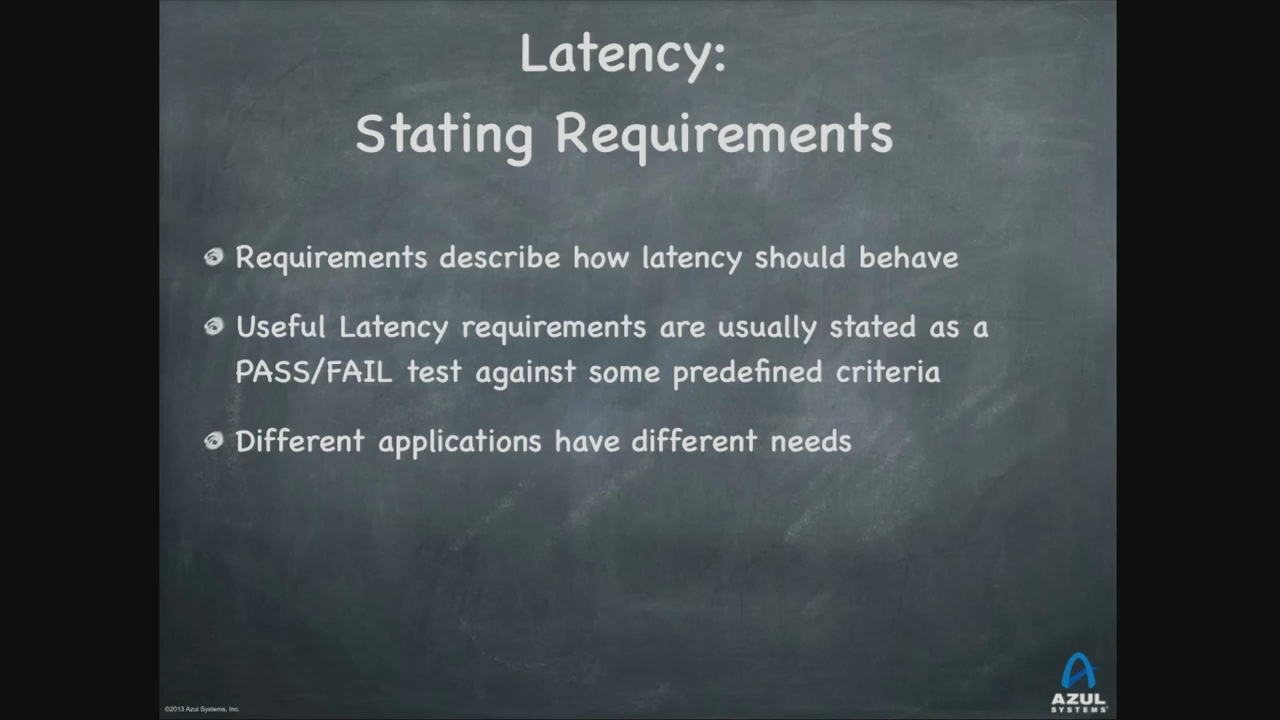 Latency:
Stating Requirements
Requirements describe how latency should behave
Useful Latency requirements are usually stated as a
PASS/FAIL test against some predefined criteria
Different applications have different needs
©2013 Azul Systems, Inc.
AZUL
SYSTEMS